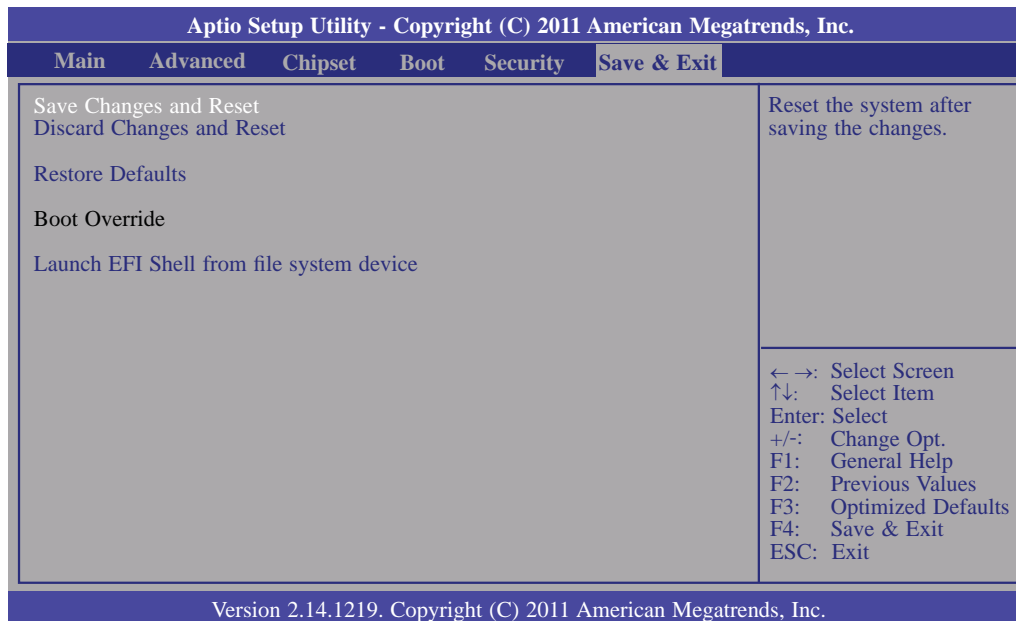 Aptio Setup Utility - Copyright (C) 2011 American Megatrends, Inc.
Main Advanced Chipset Boot Security Save & Exit
Save Changes and Reset
Discard Changes and Reset
Restore Defaults
Boot Override
Launch EFI Shell from file system device
Reset the system after
saving the changes.
← →: Select Screen
↑↓: Select Item
Enter: Select
+/-: Change Opt.
F1: General Help
F2: Previous Values
F3: Optimized Defaults
F4: Save & Exit
ESC: Exit
Version 2.14.1219. Copyright (C) 2011 American Megatrends, Inc.